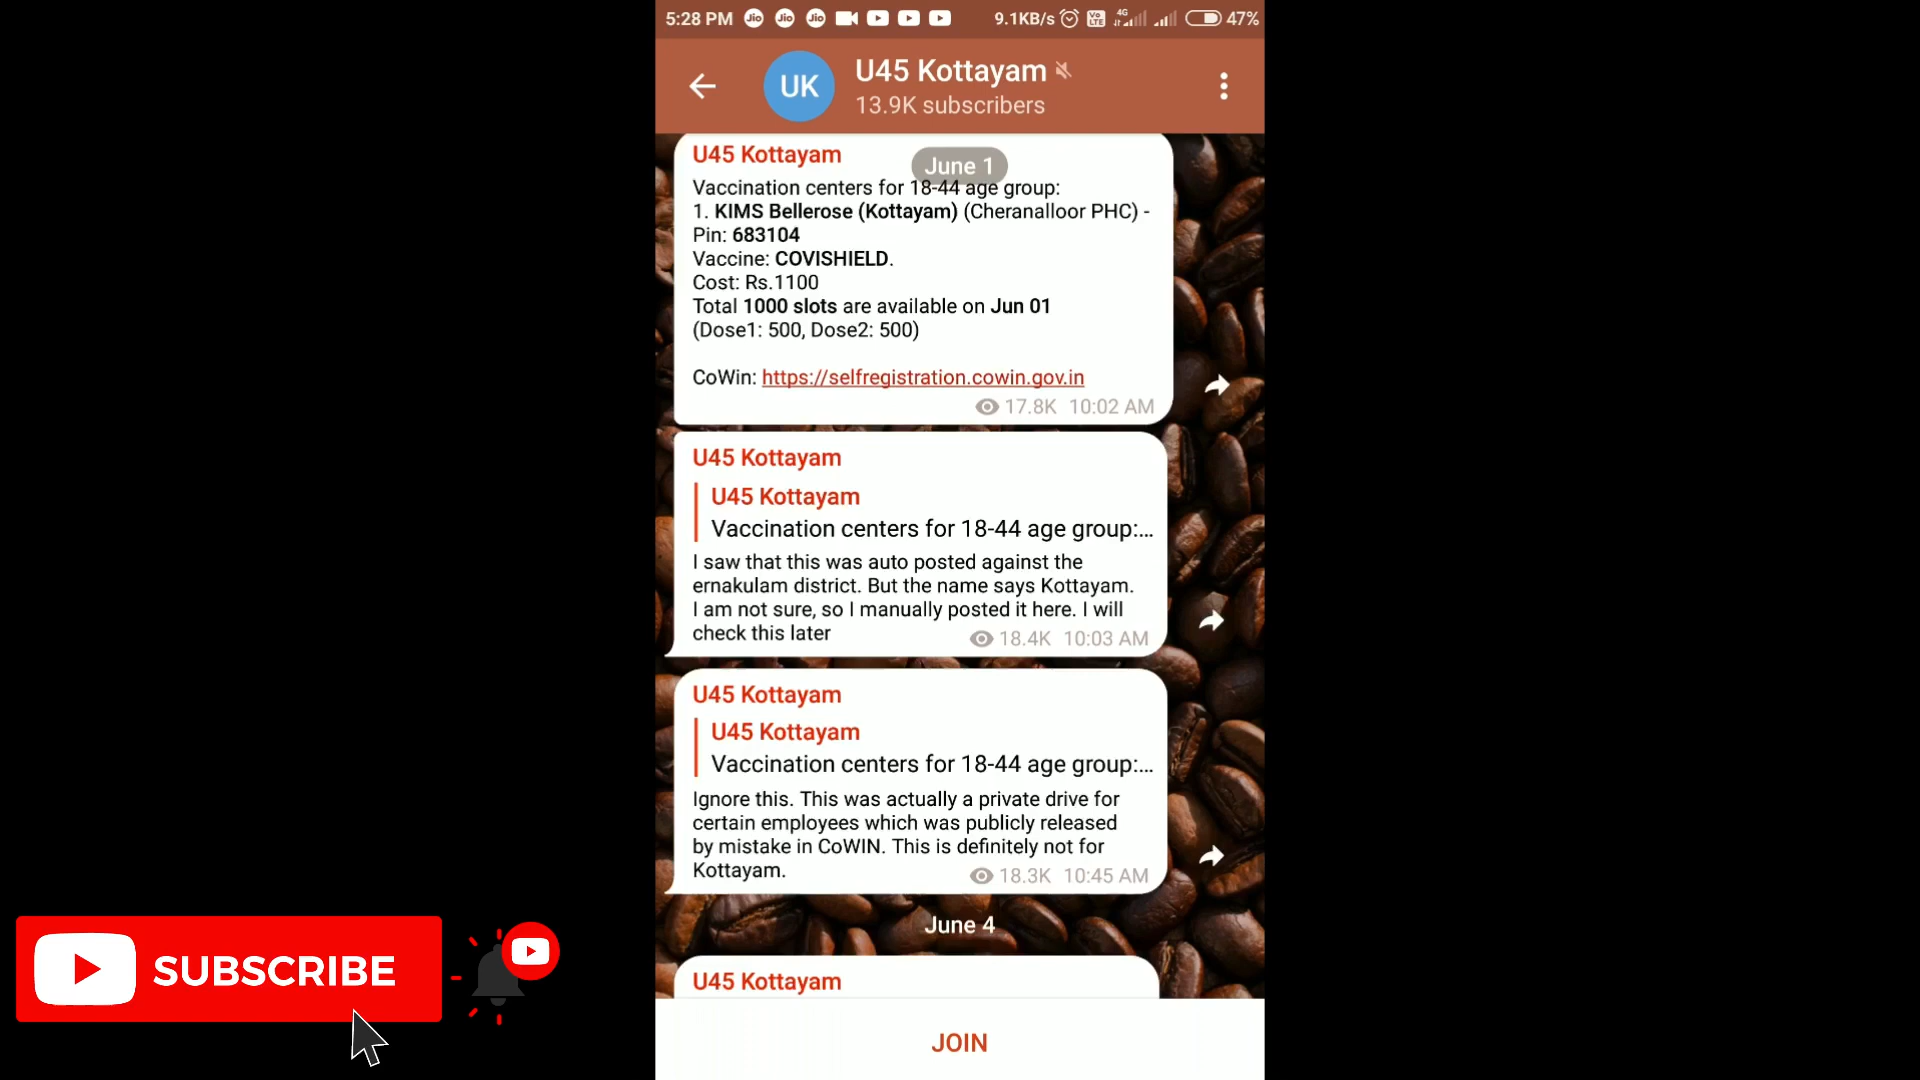 5:28 PM Jio Jio Jio 9.1KB/s Vo LTE 4G 47%
UK
U45 Kottayam
13.9K subscribers
U45 Kottayam
June 1
Vaccination centers for 18-44 age group:
1. KIMS Bellerose (Kottayam) (Cheranalloor PHC) -
Pin: 683104
Vaccine: COVISHIELD.
Cost: Rs.1100
Total 1000 slots are available on Jun 01
(Dose1: 500, Dose2: 500)
CoWin: https://selfregistration.cowin.gov.in
17.8K 10:02 AM
U45 Kottayam
U45 Kottayam
Vaccination centers for 18-44 age group:...
I saw that this was auto posted against the
ernakulam district. But the name says Kottayam.
I am not sure, so I manually posted it here. I will
check this later
18.4K 10:03 AM
U45 Kottayam
U45 Kottayam
Vaccination centers for 18-44 age group:...
Ignore this. This was actually a private drive for
certain employees which was publicly released
by mistake in CoWIN. This is definitely not for
Kottayam.
18.3K 10:45 AM
June 4
U45 Kottayam
JOIN
SUBSCRIBE